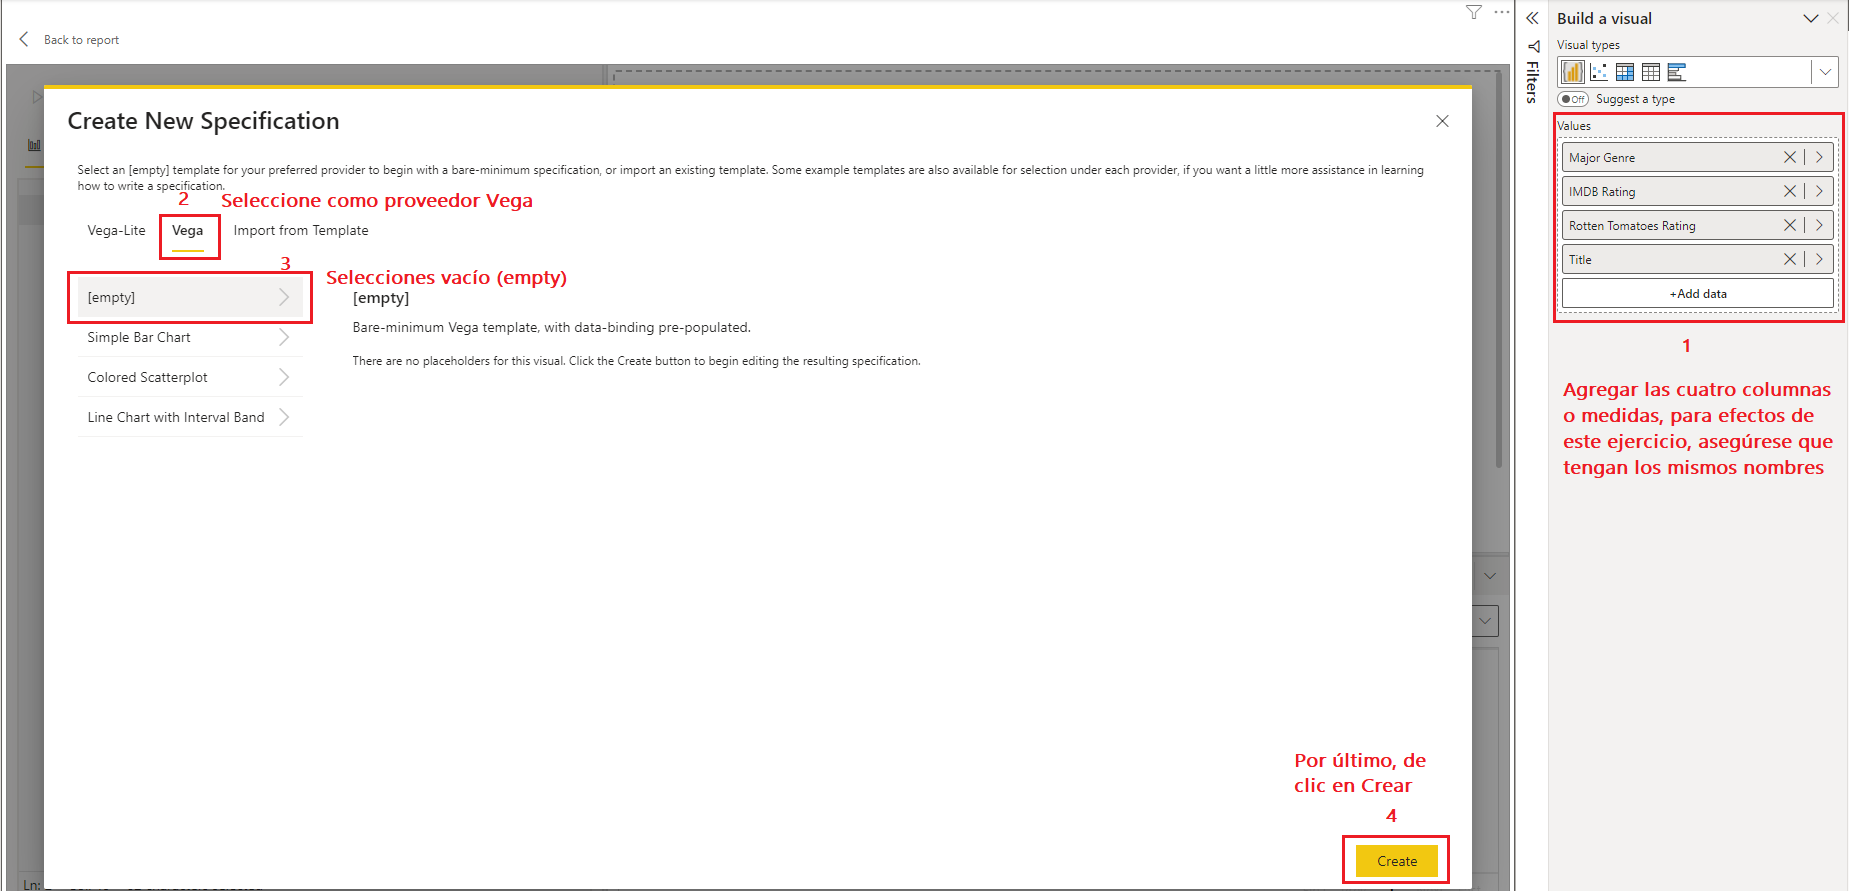 Back to report
Create New Specification
Select an [empty] template for your preferred provider to begin with a bare-minimum specification, or import an existing template. Some example templates are also available for selection under each provider, if you want a little more assistance in learning
how to write a specification.
2 Seleccione como proveedor Vega
Vega-Lite Vega Import from Template
3
Selecciones vacío (empty)
[empty]
Simple Bar Chart
Colored Scatterplot
Line Chart with Interval Band
[empty]
Bare-minimum Vega template, with data-binding pre-populated.
There are no placeholders for this visual. Click the Create button to begin editing the resulting specification.
Por último, de
clic en Crear
4
Create
Ln:
Filters
Build a visual
Visual types
Off Suggest a type
Values
Major Genre
IMDB Rating
Rotten Tomatoes Rating
Title
+Add data
1
Agregar las cuatro columnas
o medidas, para efectos de
este ejercicio, asegúrese que
tengan los mismos nombres